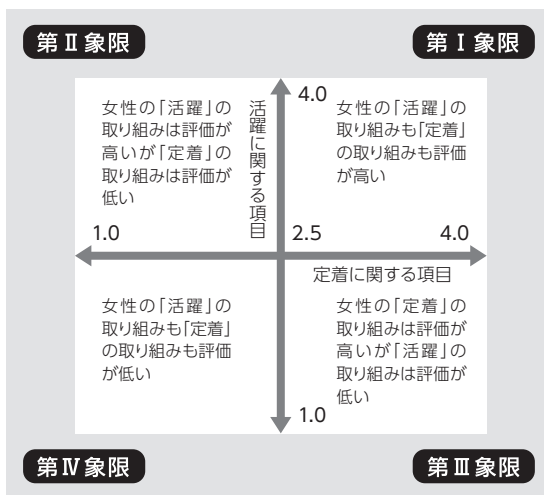 第Ⅱ象限
第Ⅰ象限
女性の「活躍」の
取り組みは評価が
高いが「定着」の
取り組みは評価が
低い
活躍に関する項目
4.0
女性の「活躍」の
取り組みも「定着」
の取り組みも評価
が高い
1.0
2.5
4.0
定着に関する項目
女性の「活躍」の
取り組みも「定着」
の取り組みも評価
が低い
女性の「定着」の
取り組みは評価が
高いが「活躍」の
取り組みは評価が
低い
1.0
第Ⅳ象限
第Ⅲ象限